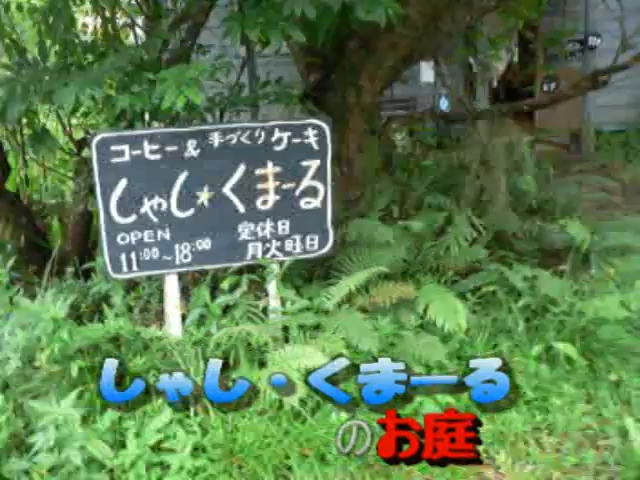 コーヒー & 手づくりケーキ
しゃし★くまーる
OPEN 定休日
11:00~18:00 月火旺日
しゃし・くまーる
のお庭